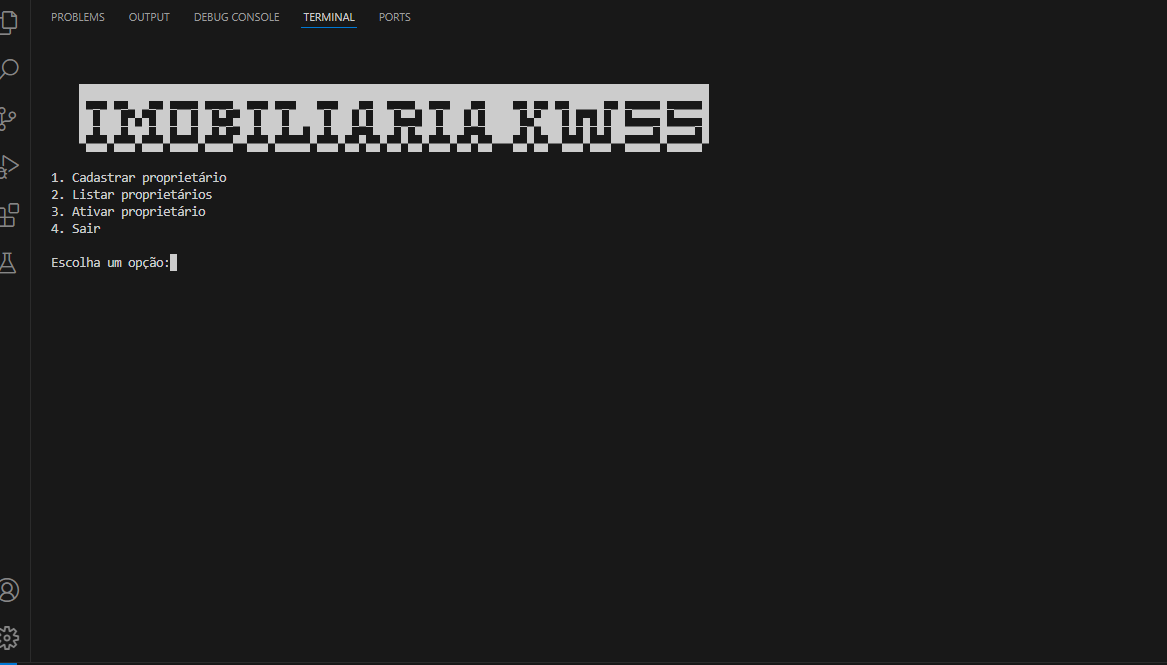 PROBLEMS OUTPUT DEBUG CONSOLE TERMINAL PORTS
IMOBILIARIA KWSS
1. Cadastrar proprietário
2. Listar proprietários
3. Ativar proprietário
4. Sair
Escolha um opção: